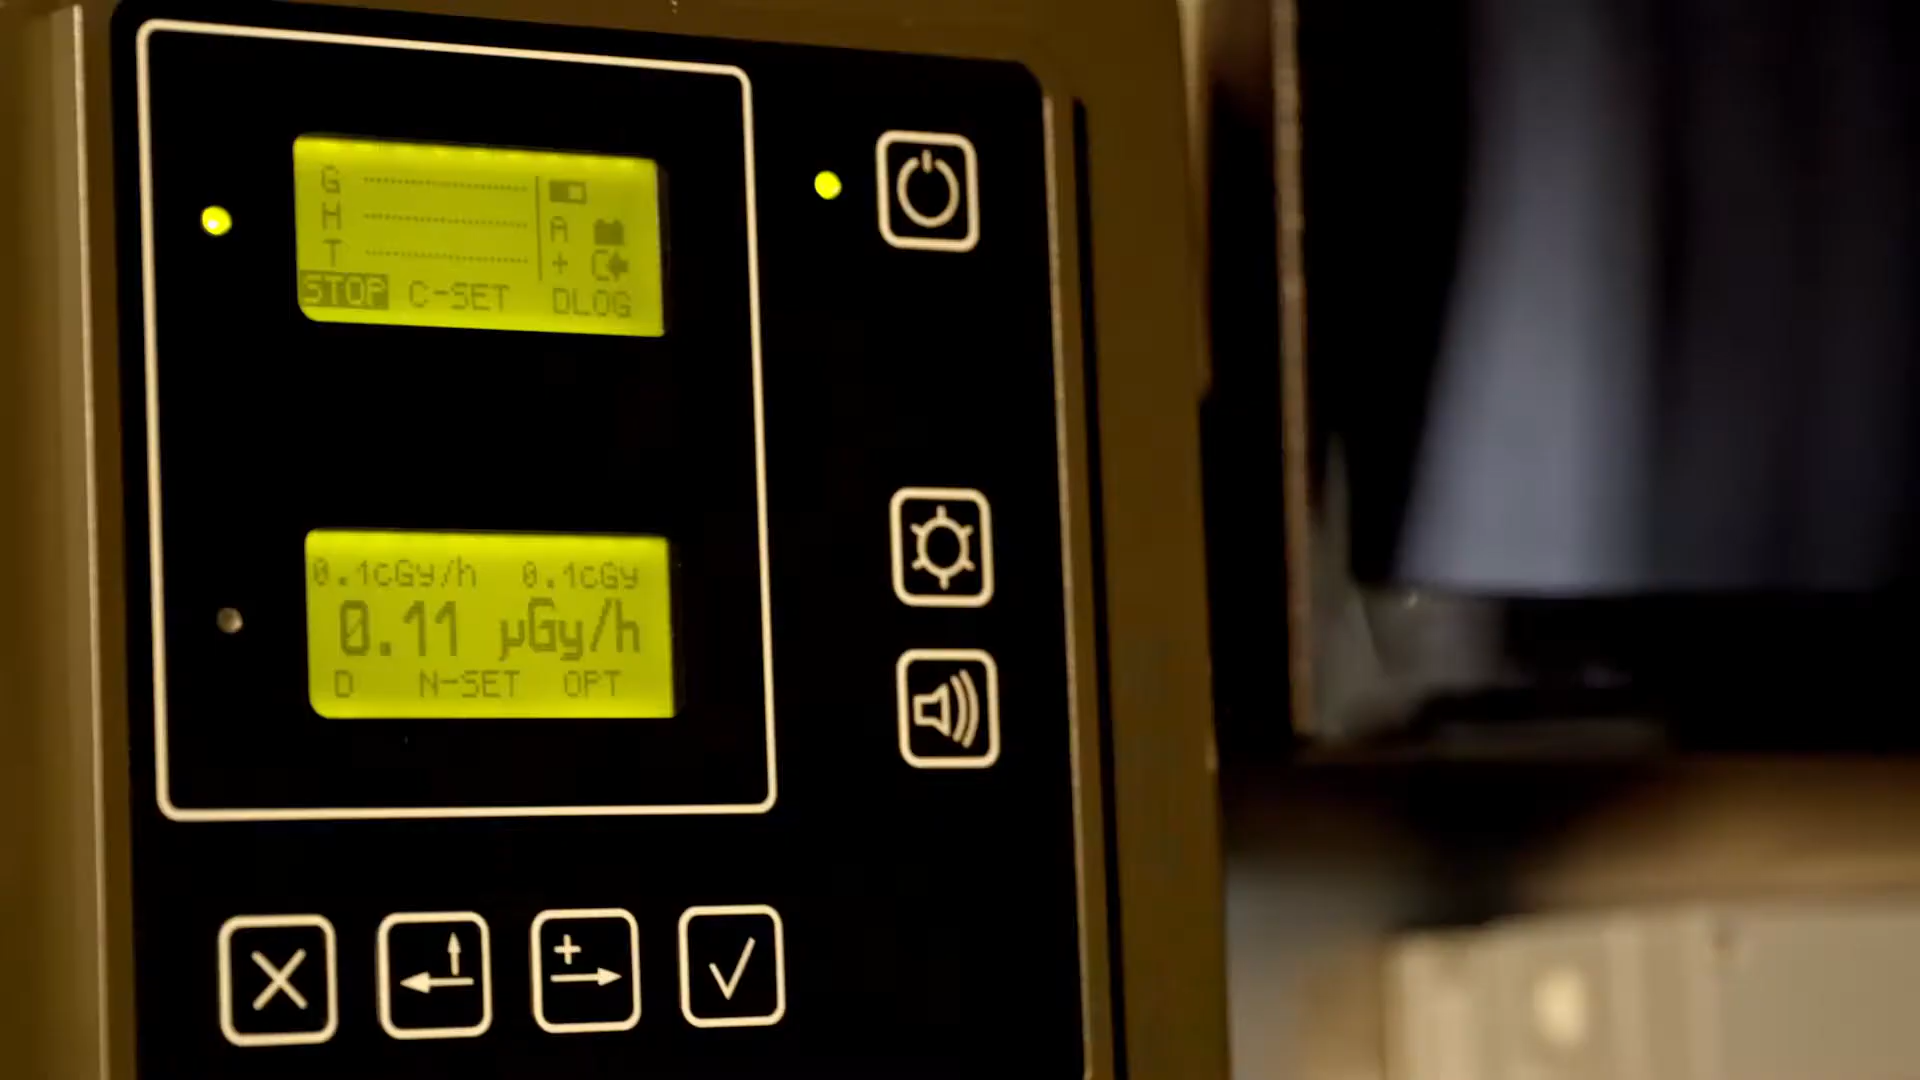 G
H
T
A
+
STOP C-SET DLOG
0.1cGy/h 0.1cGy
0.11 µGy/h
D N-SET OPT